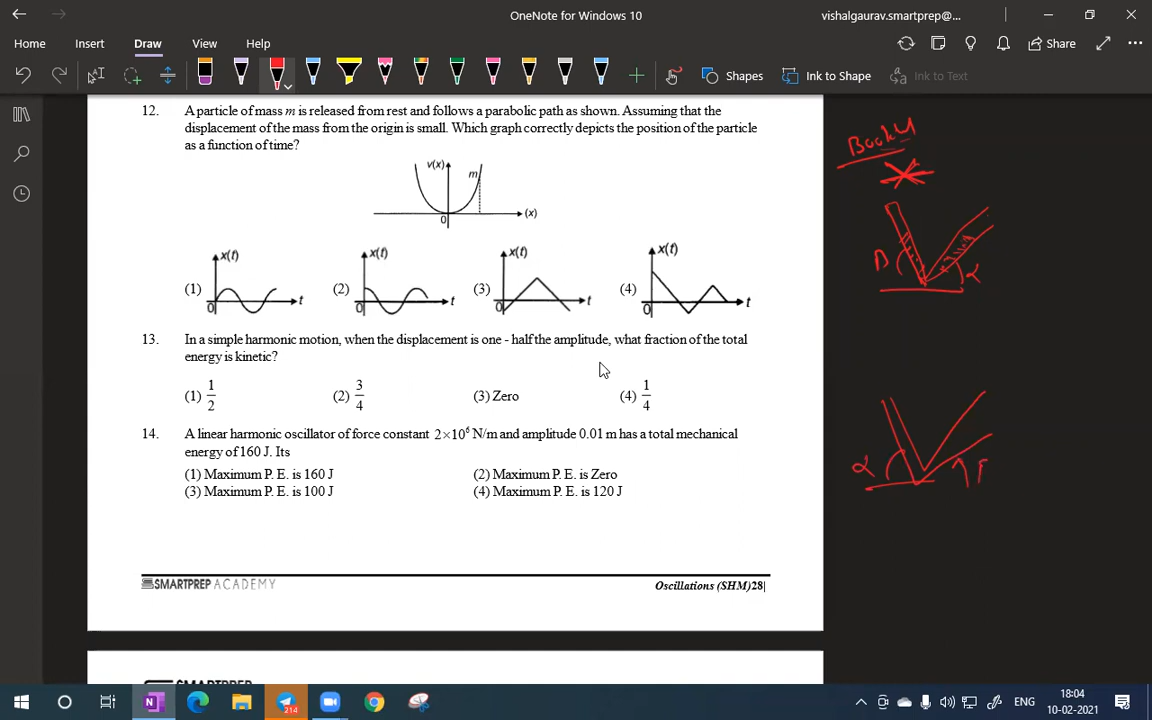 OneNote for Windows 10
vishalgaurav.smartprep@...
Home Insert Draw View Help
Share
Shapes Ink to Shape Ink to Text
12. A particle of mass m is released from rest and follows a parabolic path as shown. Assuming that the
displacement of the mass from the origin is small. Which graph correctly depicts the position of the particle
as a function of time?
v(x)
m
0
(x)
(1) x(t) 0 t (2) x(t) 0 t (3) x(t) 0 t (4) x(t) 0 t
13. In a simple harmonic motion, when the displacement is one - half the amplitude, what fraction of the total
energy is kinetic?
(1) 1/2 (2) 3/4 (3) Zero (4) 1/4
14. A linear harmonic oscillator of force constant 2×10⁶ N/m and amplitude 0.01 m has a total mechanical
energy of 160 J. Its
(1) Maximum P. E. is 160 J (2) Maximum P. E. is Zero
(3) Maximum P. E. is 100 J (4) Maximum P. E. is 120 J
SMARTPREP ACADEMY
Oscillations (SHM)28|
α
α
214
ENG
18:04
10-02-2021